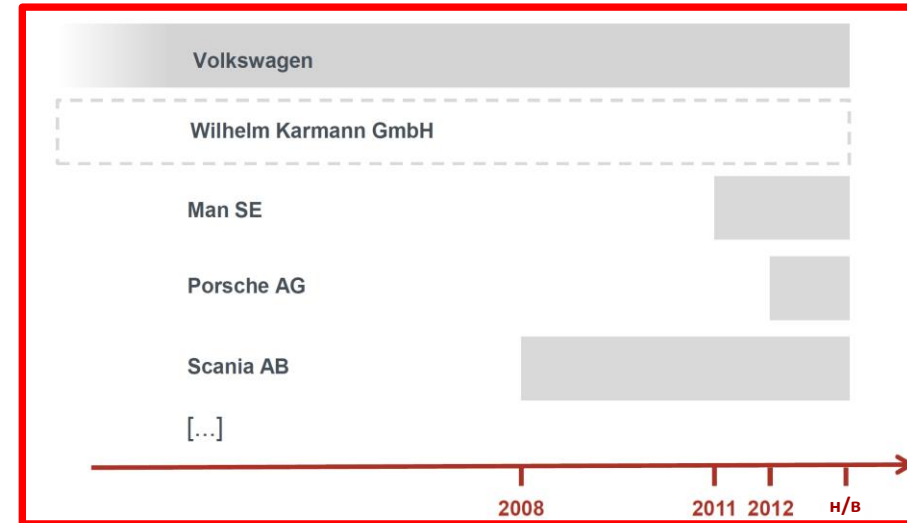 Volkswagen
Wilhelm Karmann GmbH
Man SE
Porsche AG
Scania AB
[...]
2008 2011 2012 н/в